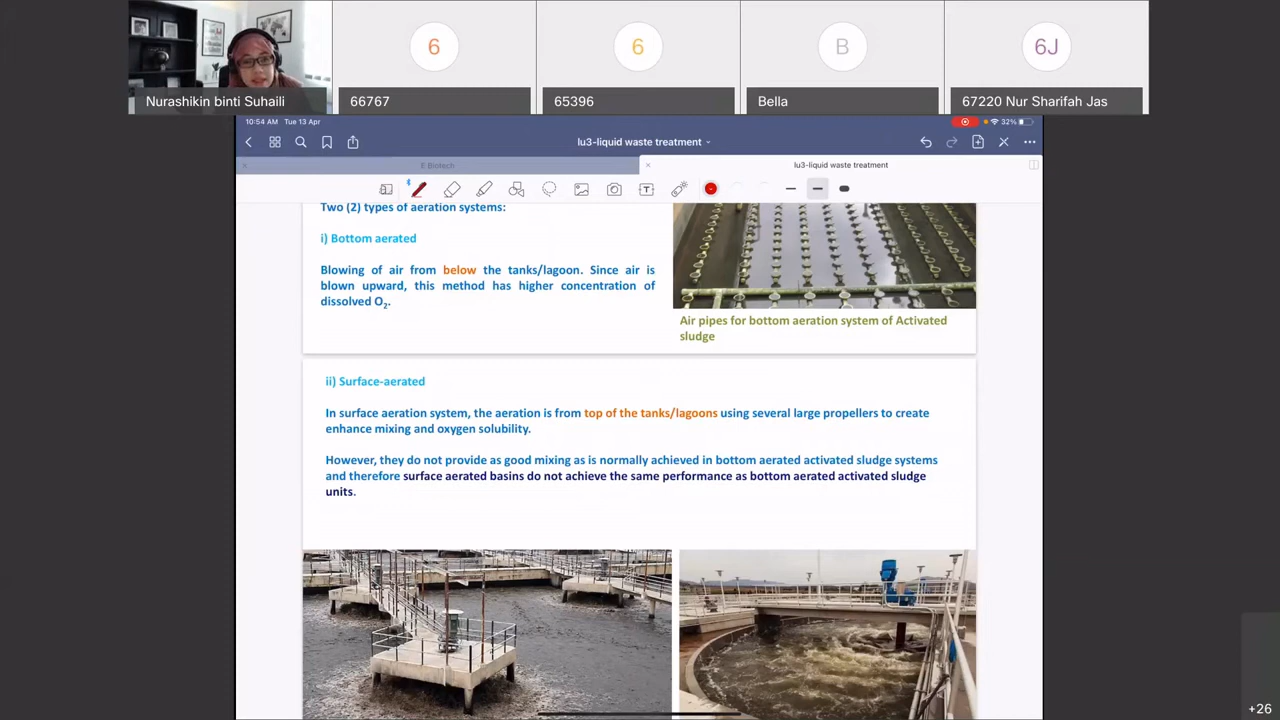 6
6
B
6J
Nurashikin binti Suhaili
66767
65396
Bella
67220 Nur Sharifah Jas
10:54 AM Tue 13 Apr
32%
lu3-liquid waste treatment
E Biotech
lu3-liquid waste treatment
T
Two (2) types of aeration systems:
i) Bottom aerated
Blowing of air from below the tanks/lagoon. Since air is
blown upward, this method has higher concentration of
dissolved O2.
Air pipes for bottom aeration system of Activated
sludge
ii) Surface-aerated
In surface aeration system, the aeration is from top of the tanks/lagoons using several large propellers to create
enhance mixing and oxygen solubility.
However, they do not provide as good mixing as is normally achieved in bottom aerated activated sludge systems
and therefore surface aerated basins do not achieve the same performance as bottom aerated activated sludge
units.
+26